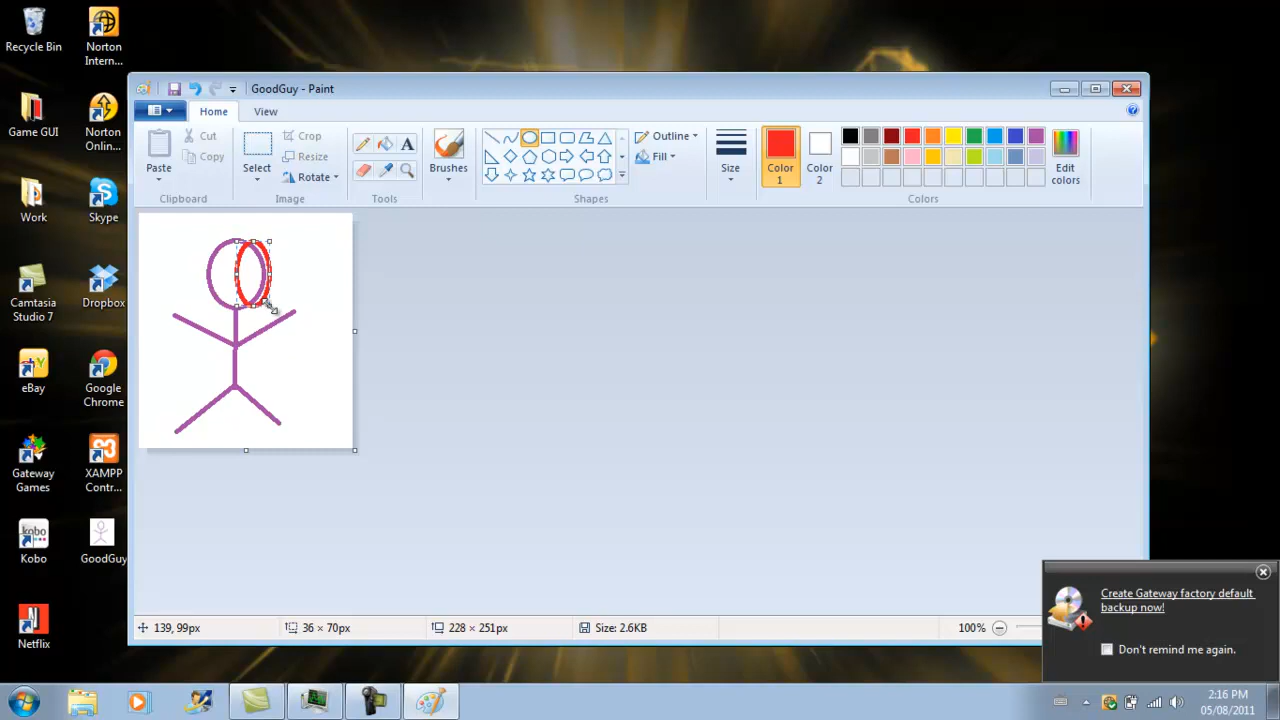 Recycle Bin
Norton
Intern...
Game GUI
Norton
Onlin...
Work
Skype
Camtasia
Studio 7
Dropbox
eBay
Google
Chrome
Gateway
Games
XAMPP
Contr...
kobo
Kobo
GoodGuy
Netflix
GoodGuy - Paint
Home
View
Paste
Cut
Copy
Clipboard
Select
Crop
Resize
Rotate
Image
A
Tools
Brushes
Outline
Fill
Shapes
Size
Color
1
Color
2
Edit
colors
Colors
139, 99px
36 × 70px
228 × 251px
Size: 2.6KB
100%
Create Gateway factory default
backup now!
Don't remind me again.
2:16 PM
05/08/2011